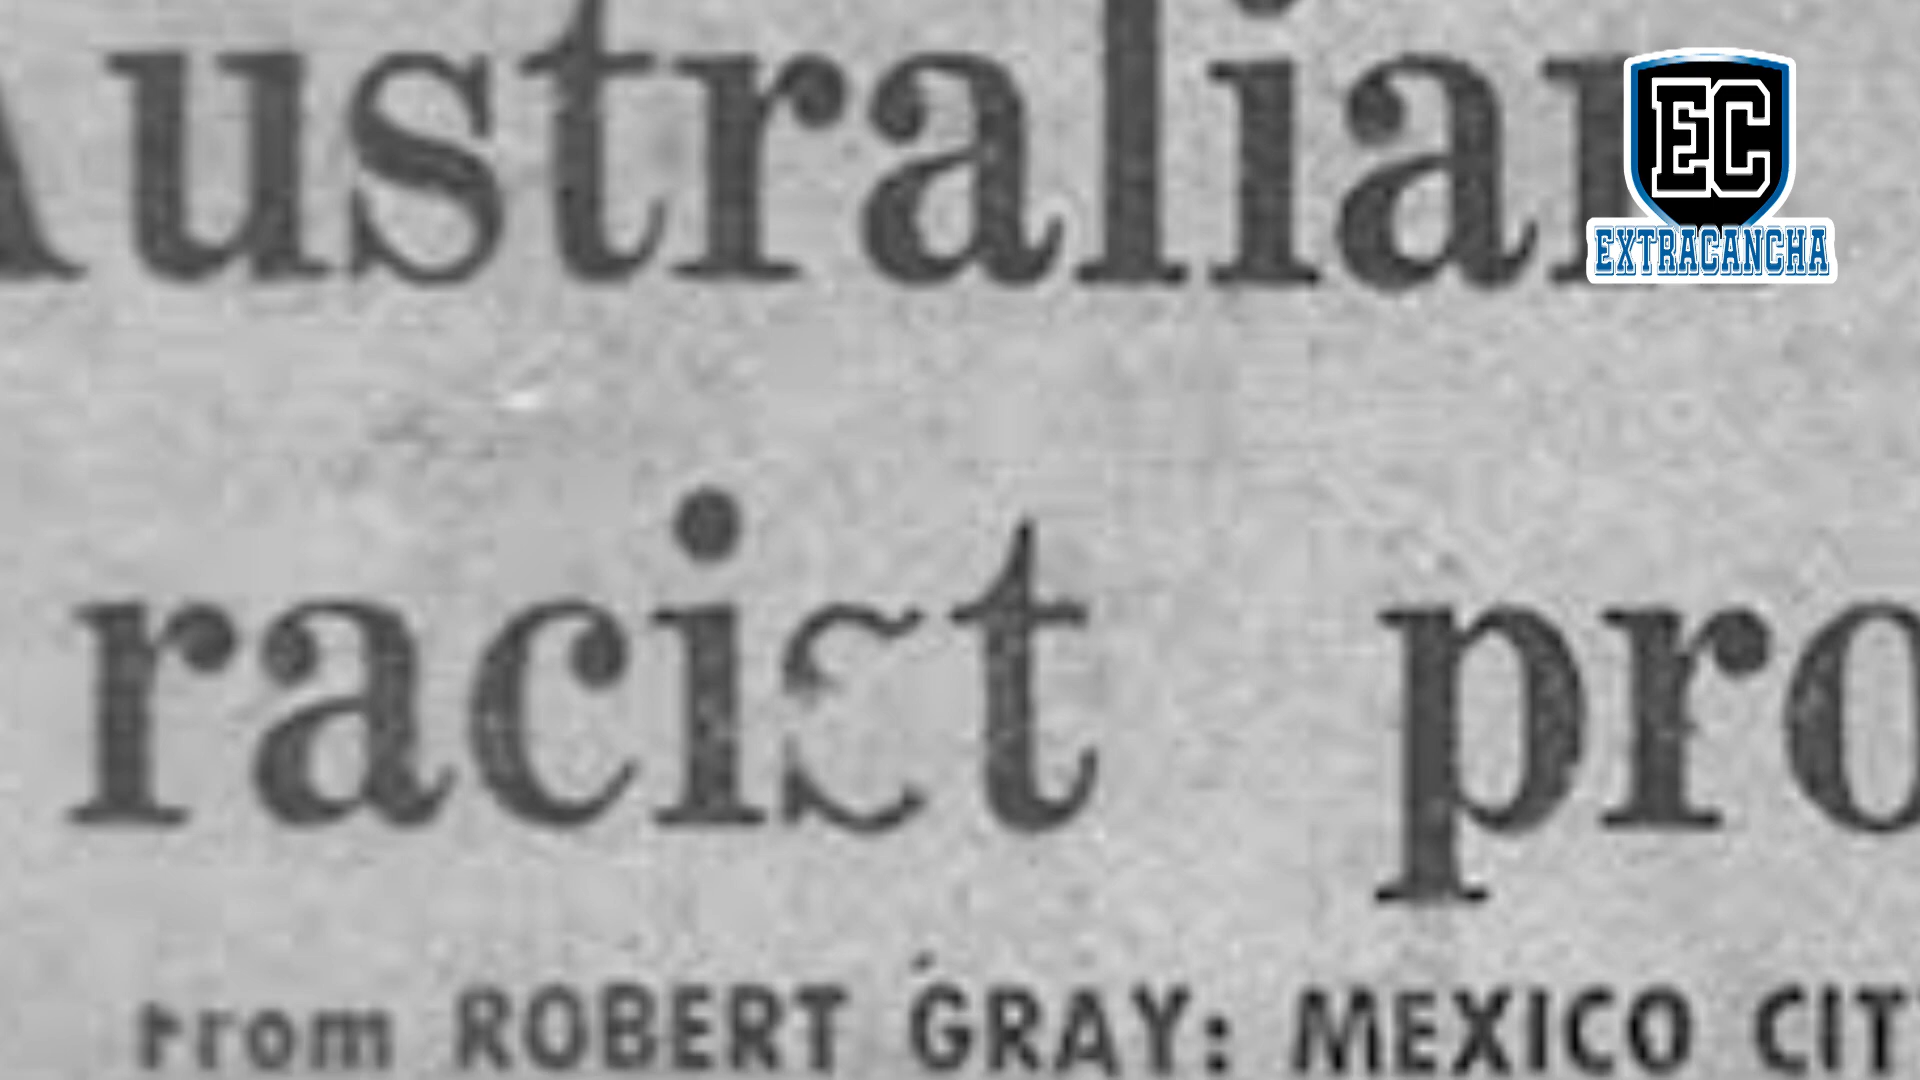 Australian
EC
EXTRACANCHA
racist pro
from ROBERT GRAY: MEXICO CIT